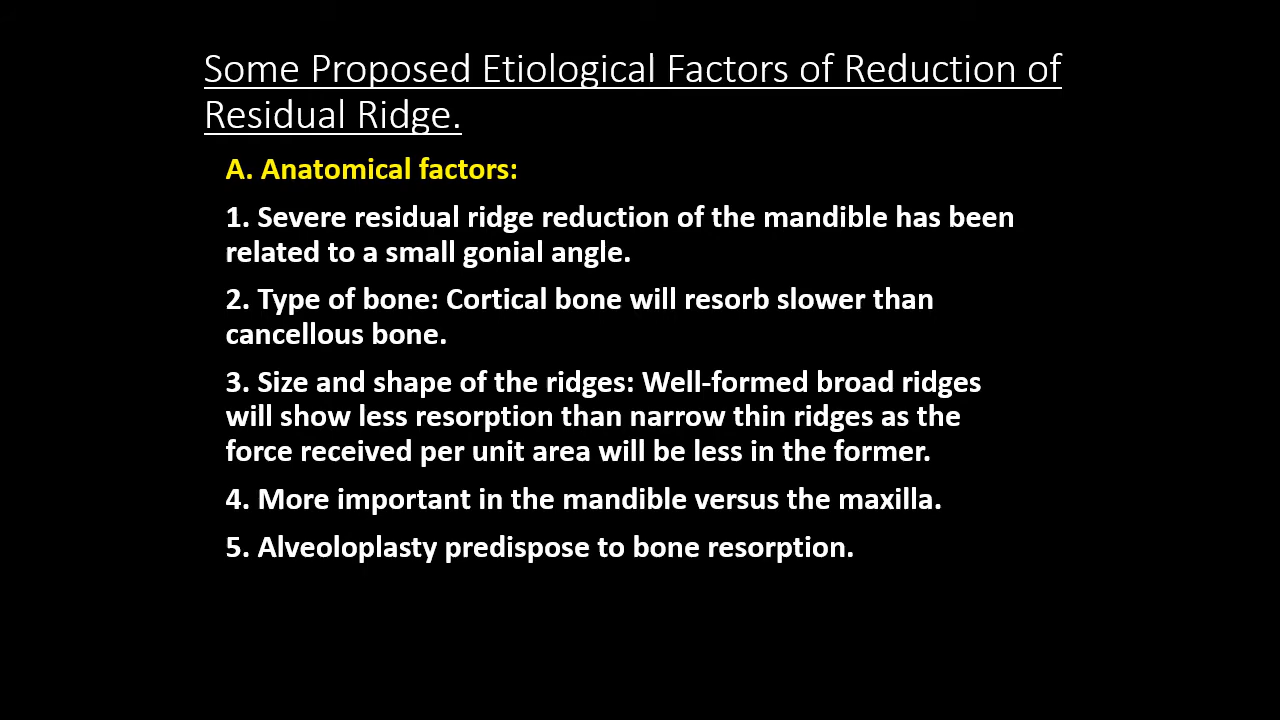 Some Proposed Etiological Factors of Reduction of
Residual Ridge.
A. Anatomical factors:
1. Severe residual ridge reduction of the mandible has been
related to a small gonial angle.
2. Type of bone: Cortical bone will resorb slower than
cancellous bone.
3. Size and shape of the ridges: Well-formed broad ridges
will show less resorption than narrow thin ridges as the
force received per unit area will be less in the former.
4. More important in the mandible versus the maxilla.
5. Alveoloplasty predispose to bone resorption.